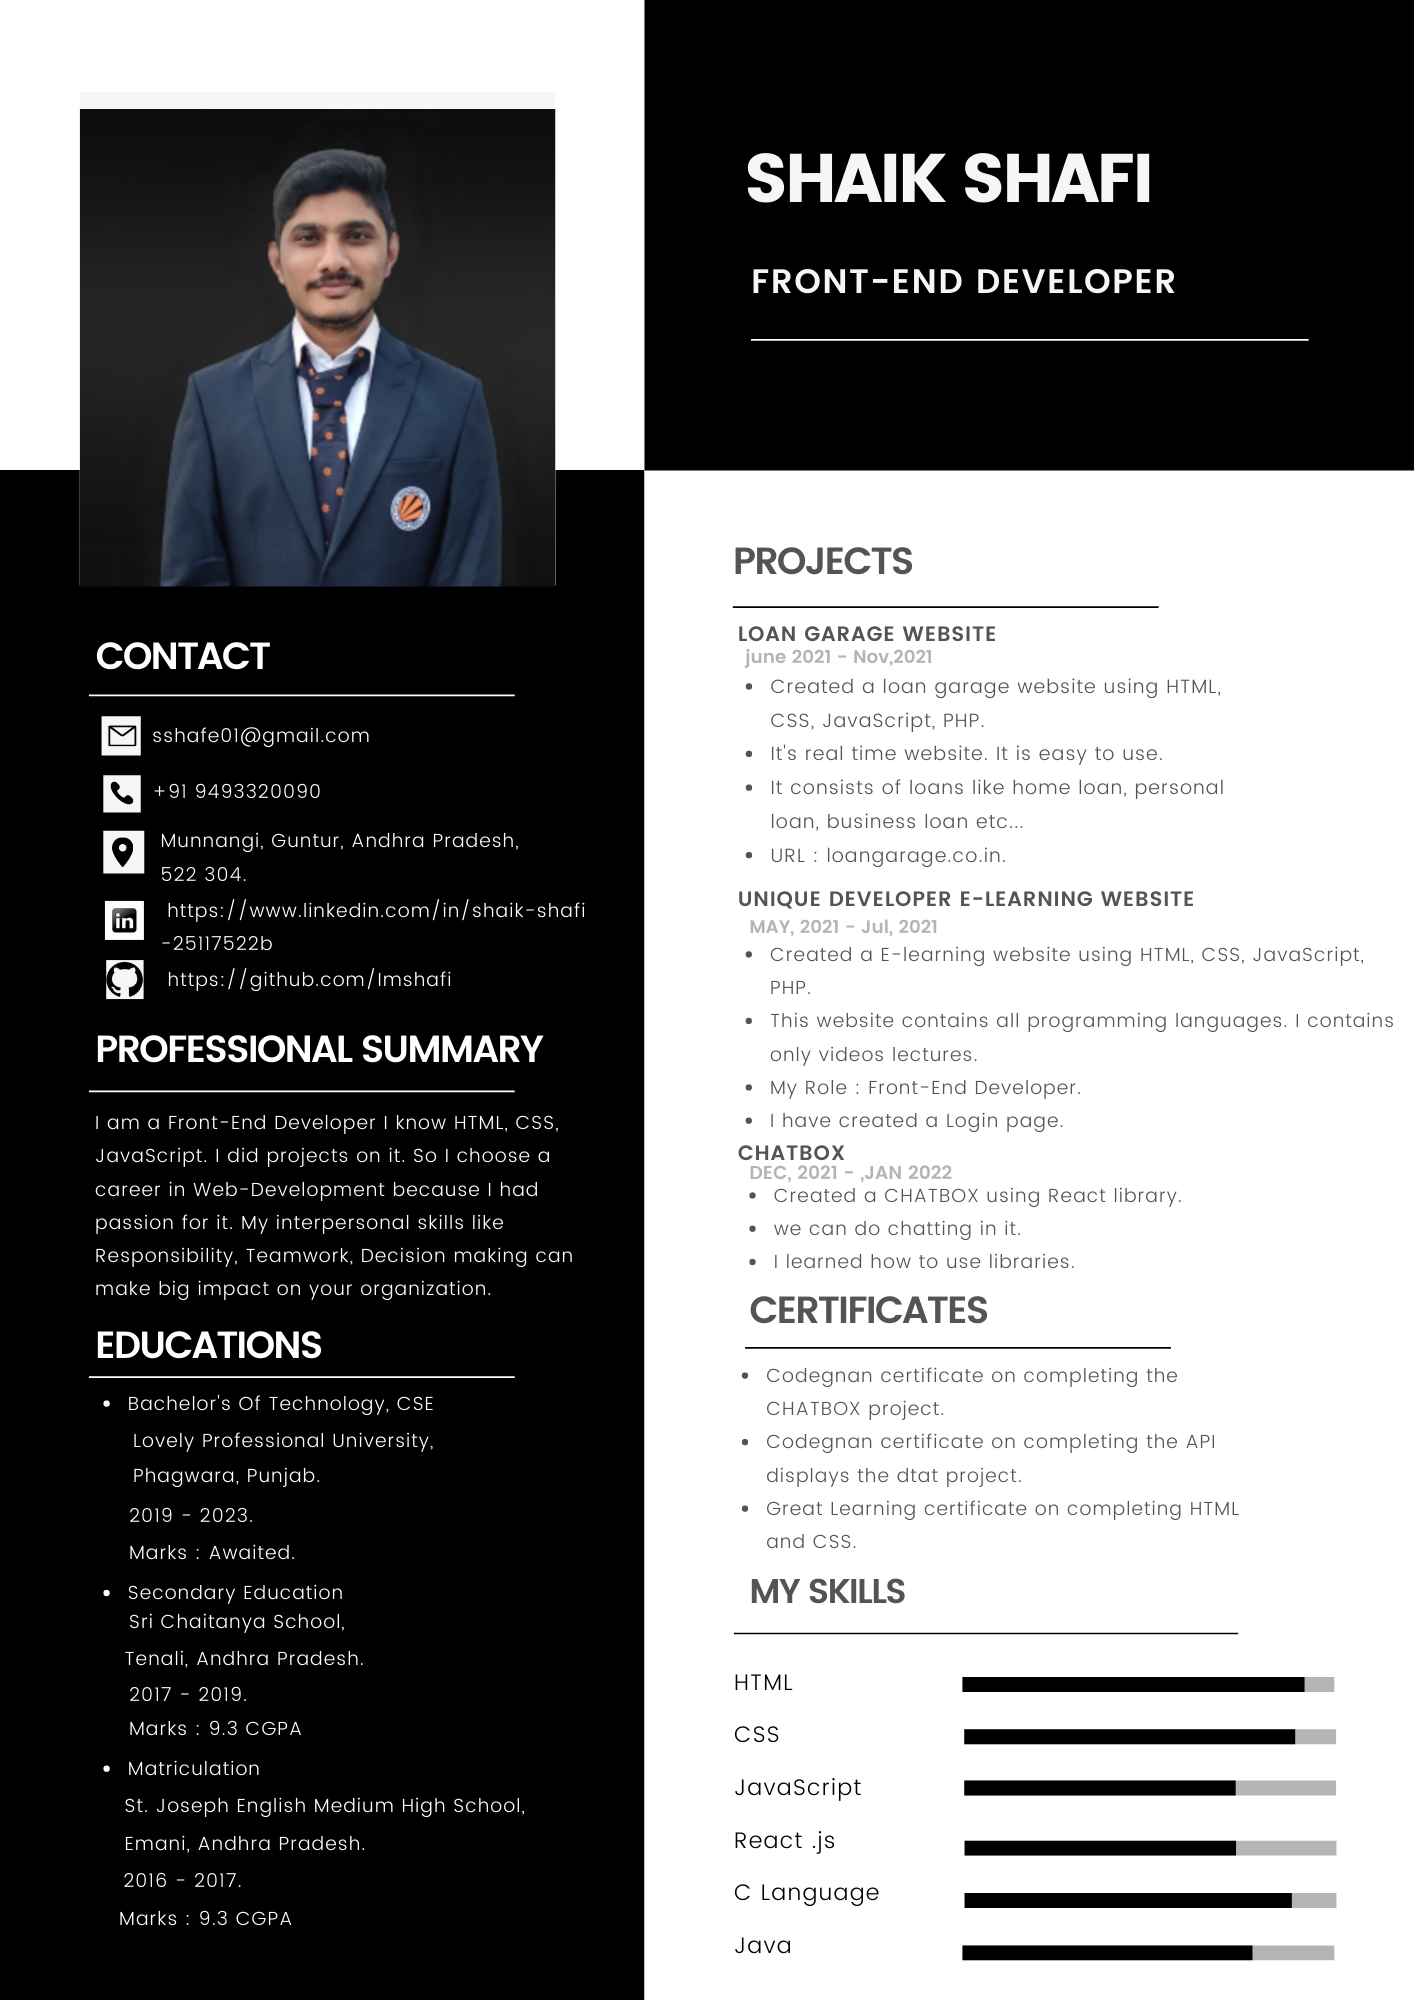 SHAIK SHAFI
FRONT-END DEVELOPER
CONTACT
sshafe01@gmail.com
+91 9493320090
Munnangi, Guntur, Andhra Pradesh,
522 304.
https://www.linkedin.com/in/shaik-shafi
-25117522b
https://github.com/Imshafi
PROFESSIONAL SUMMARY
I am a Front-End Developer I know HTML, CSS,
JavaScript. I did projects on it. So I choose a
career in Web-Development because I had
passion for it. My interpersonal skills like
Responsibility, Teamwork, Decision making can
make big impact on your organization.
EDUCATIONS
• Bachelor's Of Technology, CSE
Lovely Professional University,
Phagwara, Punjab.
2019 - 2023.
Marks : Awaited.
• Secondary Education
Sri Chaitanya School,
Tenali, Andhra Pradesh.
2017 - 2019.
Marks : 9.3 CGPA
• Matriculation
St. Joseph English Medium High School,
Emani, Andhra Pradesh.
2016 - 2017.
Marks : 9.3 CGPA
PROJECTS
LOAN GARAGE WEBSITE
june 2021 - Nov,2021
• Created a loan garage website using HTML,
CSS, JavaScript, PHP.
• It's real time website. It is easy to use.
• It consists of loans like home loan, personal
loan, business loan etc...
• URL : loangarage.co.in.
UNIQUE DEVELOPER E-LEARNING WEBSITE
MAY, 2021 - Jul, 2021
• Created a E-learning website using HTML, CSS, JavaScript,
PHP.
• This website contains all programming languages. I contains
only videos lectures.
• My Role : Front-End Developer.
• I have created a Login page.
CHATBOX
DEC, 2021 - ,JAN 2022
• Created a CHATBOX using React library.
• we can do chatting in it.
• I learned how to use libraries.
CERTIFICATES
• Codegnan certificate on completing the
CHATBOX project.
• Codegnan certificate on completing the API
displays the dtat project.
• Great Learning certificate on completing HTML
and CSS.
MY SKILLS
HTML
CSS
JavaScript
React .js
C Language
Java